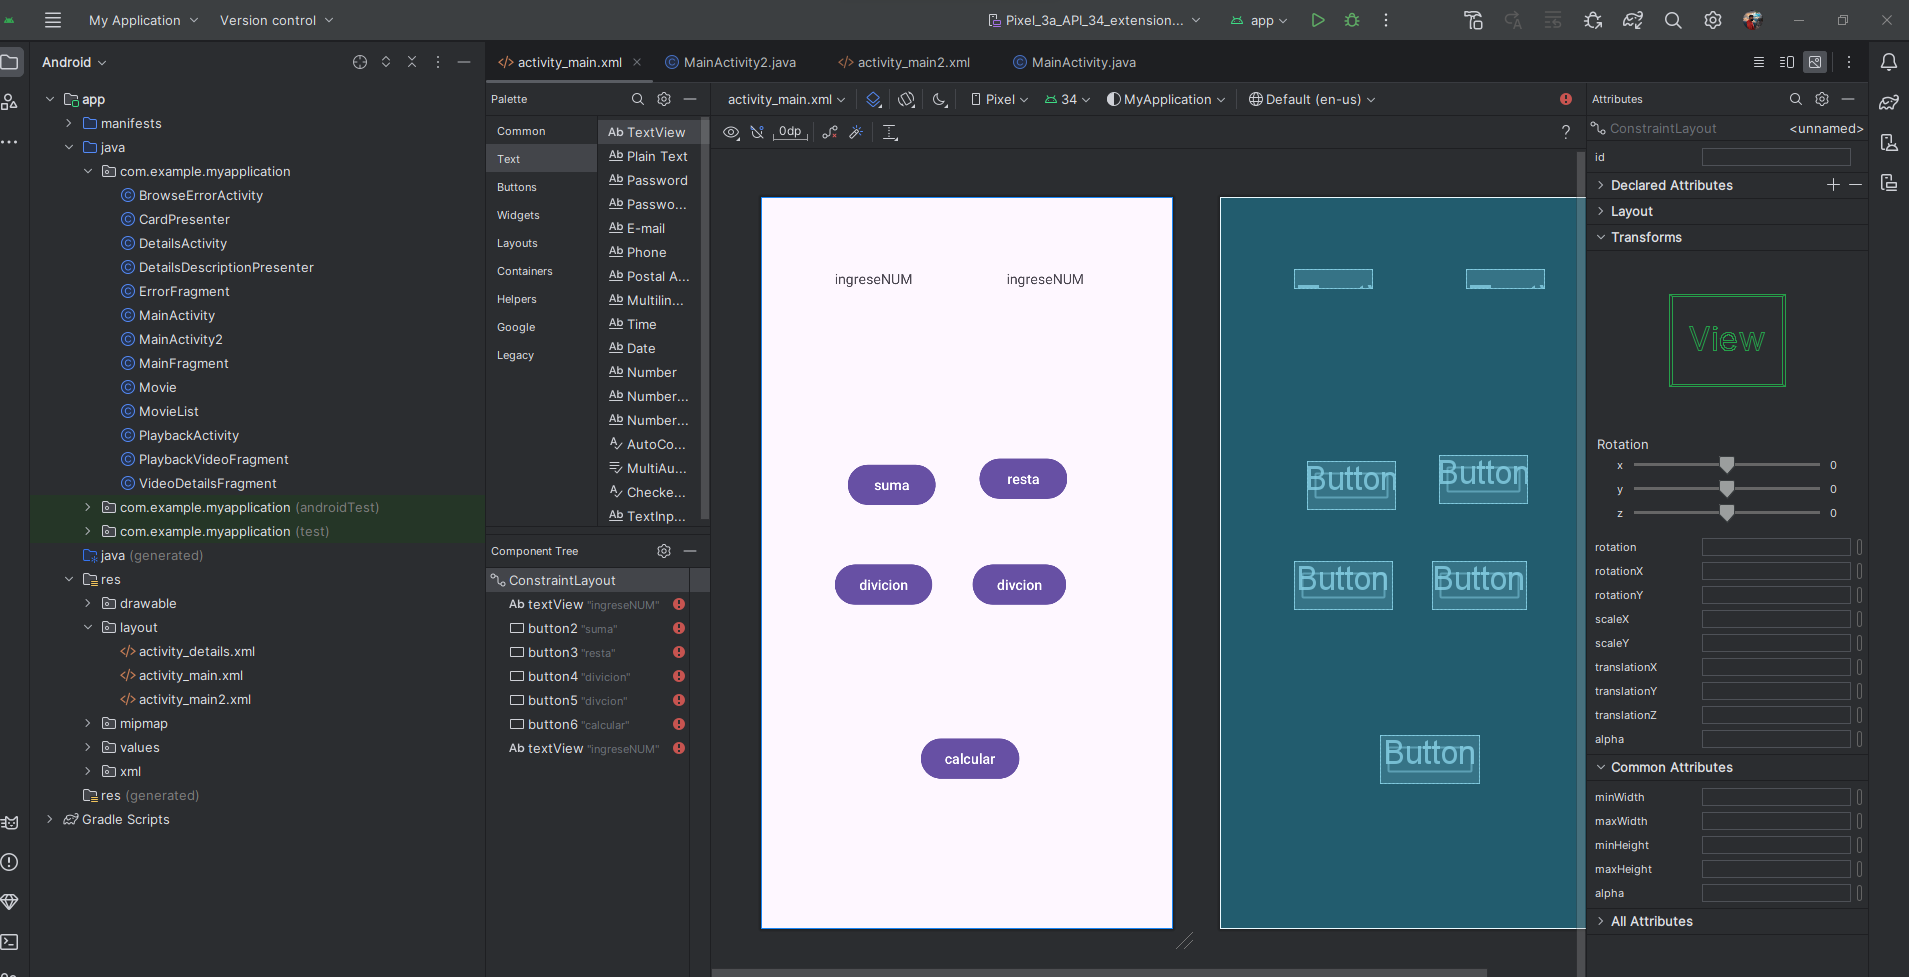 My Application
Version control
Pixel_3a_API_34_extension...
app
Android
activity_main.xml
MainActivity2.java
activity_main2.xml
MainActivity.java
app
manifests
java
com.example.myapplication
BrowseErrorActivity
CardPresenter
DetailsActivity
DetailsDescriptionPresenter
ErrorFragment
MainActivity
MainActivity2
MainFragment
Movie
MovieList
PlaybackActivity
PlaybackVideoFragment
VideoDetailsFragment
com.example.myapplication (androidTest)
com.example.myapplication (test)
java (generated)
res
drawable
layout
activity_details.xml
activity_main.xml
activity_main2.xml
mipmap
values
xml
res (generated)
Gradle Scripts
Palette
Common
Text
Buttons
Widgets
Layouts
Containers
Helpers
Google
Legacy
Ab TextView
Ab Plain Text
Ab Password
Ab Passwo...
Ab E-mail
Ab Phone
Ab Postal A...
Ab Multilin...
Ab Time
Ab Date
Ab Number
Ab Number...
Ab Number...
AutoCo...
MultiAu...
Checke...
Ab TextInp...
Component Tree
ConstraintLayout
Ab textView "ingreseNUM"
button2 "suma"
button3 "resta"
button4 "divicion"
button5 "divcion"
button6 "calcular"
Ab textView "ingreseNUM"
activity_main.xml
Pixel
34
MyApplication
Default (en-us)
0dp
?
ingreseNUM
ingreseNUM
suma
resta
divicion
divcion
calcular
Button
Button
Button
Button
Button
Attributes
ConstraintLayout
<unnamed>
id
Declared Attributes
Layout
Transforms
View
Rotation
x 0
y 0
z 0
rotation
rotationX
rotationY
scaleX
scaleY
translationX
translationY
translationZ
alpha
Common Attributes
minWidth
maxWidth
minHeight
maxHeight
alpha
All Attributes